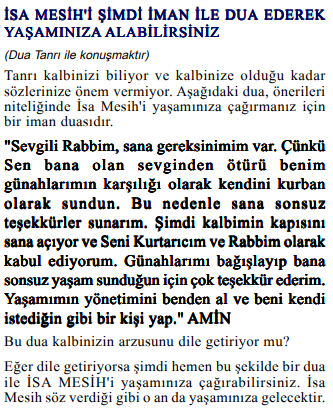 İSA MESİH'İ ŞİMDİ İMAN İLE DUA EDEREK
YAŞAMINIZA ALABİLİRSİNİZ
(Dua Tanrı ile konuşmaktır)
Tanrı kalbinizi biliyor ve kalbinize olduğu kadar
sözlerinize önem vermiyor. Aşağıdaki dua, önerileri
niteliğinde İsa Mesih'i yaşamınıza çağırmanız için
bir iman duasıdır.
"Sevgili Rabbim, sana gereksinimim var. Çünkü
Sen bana olan sevginden ötürü benim
günahlarımın karşılığı olarak kendini kurban
olarak sundun. Bu nedenle sana sonsuz
teşekkürler sunarım. Şimdi kalbimin kapısını
sana açıyor ve Seni Kurtarıcım ve Rabbim olarak
kabul ediyorum. Günahlarımı bağışlayıp bana
sonsuz yaşam sunduğun için çok teşekkür ederim.
Yaşamımın yönetimini benden al ve beni kendi
istediğin gibi bir kişi yap." AMİN
Bu dua kalbinizin arzusunu dile getiriyor mu?
Eğer dile getiriyorsa şimdi hemen bu şekilde bir dua
ile İSA MESİH'i yaşamınıza çağırabilirsiniz. İsa
Mesih söz verdiği gibi o an da yaşamınıza gelecektir.